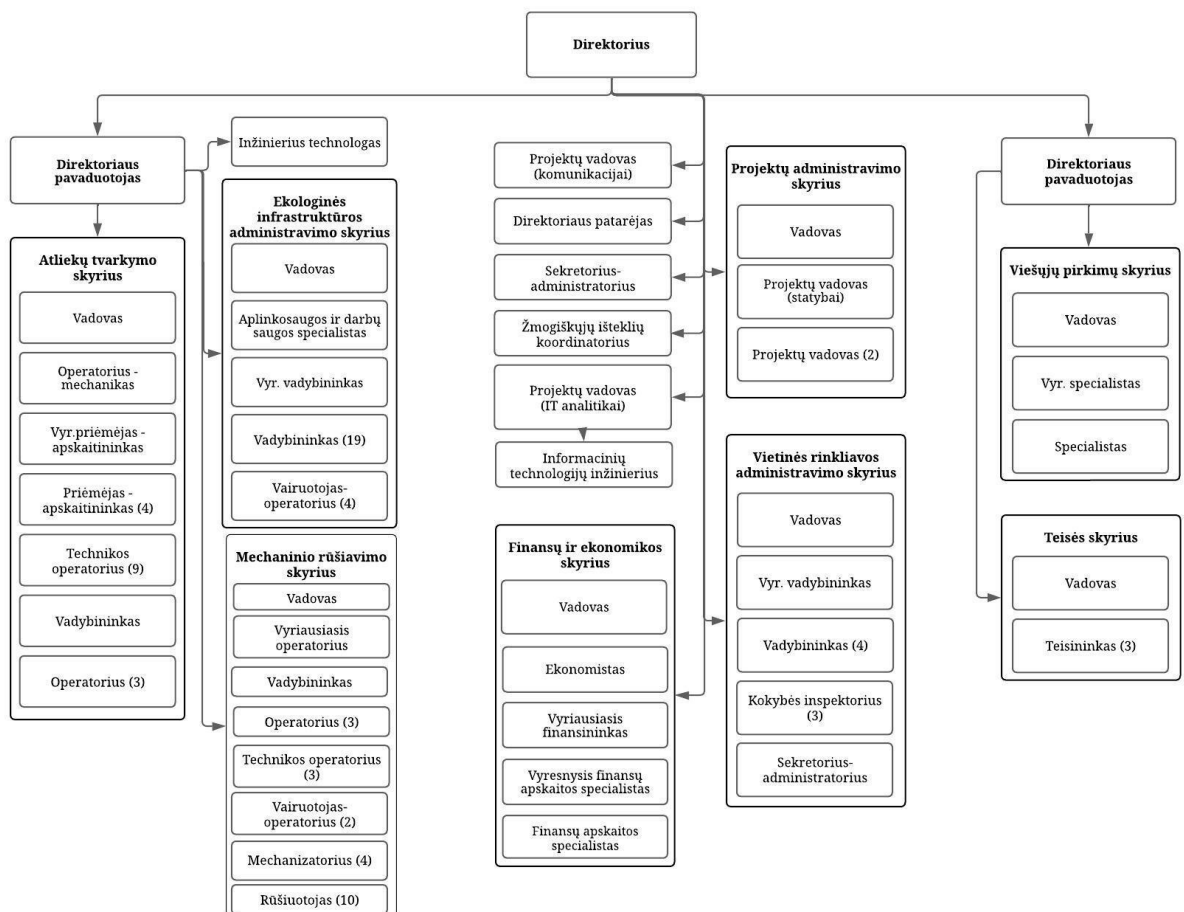 Direktorius
Direktoriaus
pavaduotojas
Atliekų tvarkymo
skyrius
Vadovas
Operatorius -
mechanikas
Vyr.priėmėjas -
apskaitininkas
Priėmėjas -
apskaitininkas (4)
Technikos
operatorius (9)
Vadybininkas
Operatorius (3)
Inžinierius technologas
Ekologinės
infrastruktūros
administravimo skyrius
Vadovas
Aplinkosaugos ir darbų
saugos specialistas
Vyr. vadybininkas
Vadybininkas (19)
Vairuotojas-
operatorius (4)
Mechaninio rūšiavimo
skyrius
Vadovas
Vyriausiasis
operatorius
Vadybininkas
Operatorius (3)
Technikos operatorius
(3)
Vairuotojas-
operatorius (2)
Mechanizatorius (4)
Rūšiuotojas (10)
Projektų vadovas
(komunikacijai)
Direktoriaus patarėjas
Sekretorius-
administratorius
Žmogiškųjų išteklių
koordinatorius
Projektų vadovas
(IT analitikai)
Informacinių
technologijų inžinierius
Finansų ir ekonomikos
skyrius
Vadovas
Ekonomistas
Vyriausiasis
finansininkas
Vyresnysis finansų
apskaitos specialistas
Finansų apskaitos
specialistas
Projektų administravimo
skyrius
Vadovas
Projektų vadovas
(statybai)
Projektų vadovas (2)
Vietinės rinkliavos
administravimo skyrius
Vadovas
Vyr. vadybininkas
Vadybininkas (4)
Kokybės inspektorius
(3)
Sekretorius-
administratorius
Direktoriaus
pavaduotojas
Viešųjų pirkimų skyrius
Vadovas
Vyr. specialistas
Specialistas
Teisės skyrius
Vadovas
Teisininkas (3)